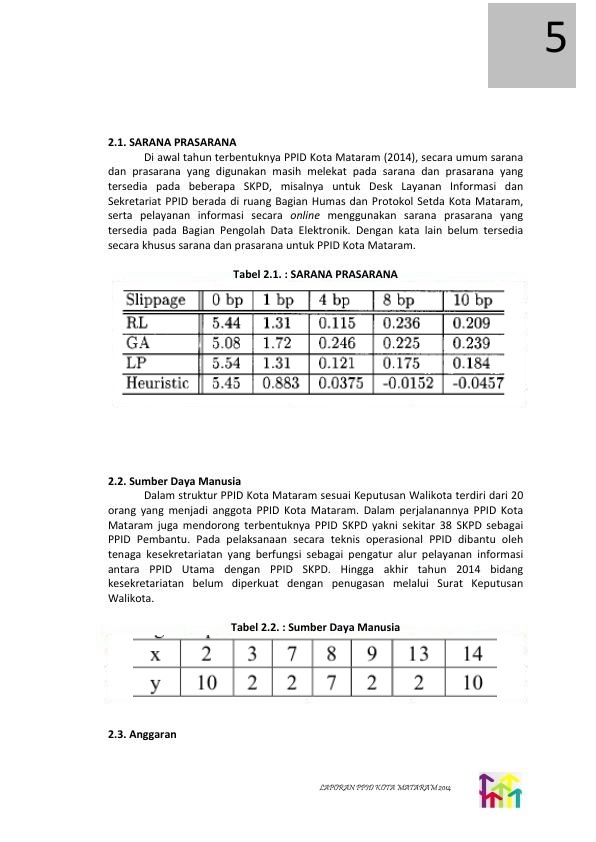 5
2.1. SARANA PRASARANA
Di awal tahun terbentuknya PPID Kota Mataram (2014), secara umum sarana
dan prasarana yang digunakan masih melekat pada sarana dan prasarana yang
tersedia pada beberapa SKPD, misalnya untuk Desk Layanan Informasi dan
Sekretariat PPID berada di ruang Bagian Humas dan Protokol Setda Kota Mataram,
serta pelayanan informasi secara online menggunakan sarana prasarana yang
tersedia pada Bagian Pengolah Data Elektronik. Dengan kata lain belum tersedia
secara khusus sarana dan prasarana untuk PPID Kota Mataram.
Tabel 2.1. : SARANA PRASARANA
Slippage 0 bp 1 bp 4 bp 8 bp 10 bp
RL 5.44 1.31 0.115 0.236 0.209
GA 5.08 1.72 0.246 0.225 0.239
LP 5.54 1.31 0.121 0.175 0.184
Heuristic 5.45 0.883 0.0375 -0.0152 -0.0457
2.2. Sumber Daya Manusia
Dalam struktur PPID Kota Mataram sesuai Keputusan Walikota terdiri dari 20
orang yang menjadi anggota PPID Kota Mataram. Dalam perjalanannya PPID Kota
Mataram juga mendorong terbentuknya PPID SKPD yakni sekitar 38 SKPD sebagai
PPID Pembantu. Pada pelaksanaan secara teknis operasional PPID dibantu oleh
tenaga kesekretariatan yang berfungsi sebagai pengatur alur pelayanan informasi
antara PPID Utama dengan PPID SKPD. Hingga akhir tahun 2014 bidang
kesekretariatan belum diperkuat dengan penugasan melalui Surat Keputusan
Walikota.
Tabel 2.2. : Sumber Daya Manusia
x 2 3 7 8 9 13 14
y 10 2 2 7 2 2 10
2.3. Anggaran
LAPORAN PPID KOTA MATARAM 2014